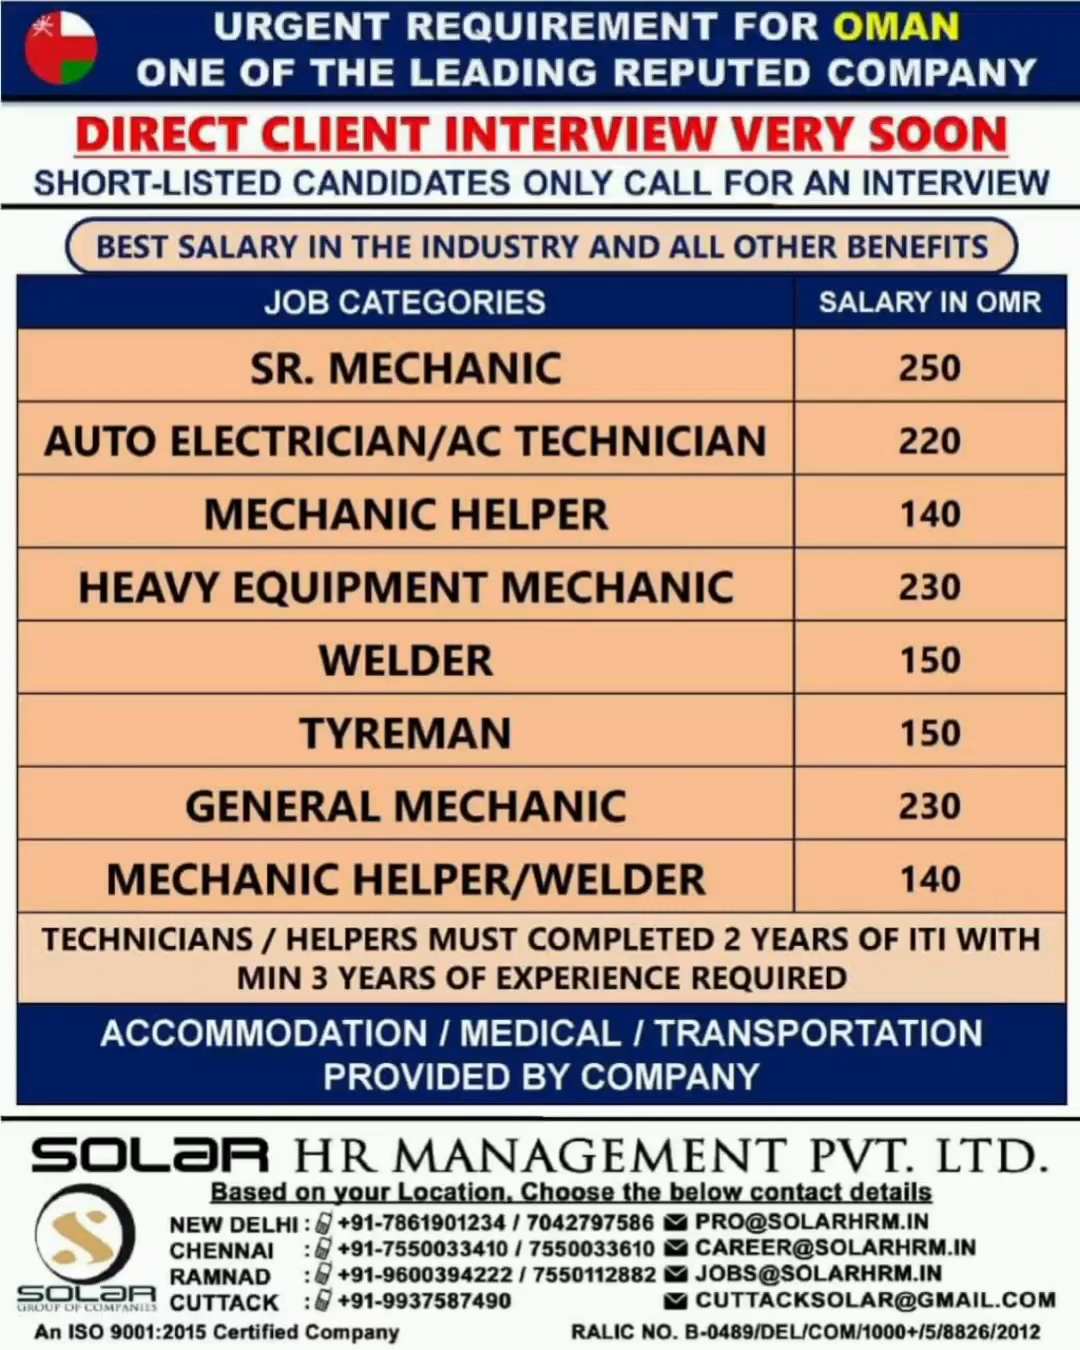 URGENT REQUIREMENT FOR OMAN
ONE OF THE LEADING REPUTED COMPANY
DIRECT CLIENT INTERVIEW VERY SOON
SHORT-LISTED CANDIDATES ONLY CALL FOR AN INTERVIEW
BEST SALARY IN THE INDUSTRY AND ALL OTHER BENEFITS
JOB CATEGORIES SALARY IN OMR
SR. MECHANIC 250
AUTO ELECTRICIAN/AC TECHNICIAN 220
MECHANIC HELPER 140
HEAVY EQUIPMENT MECHANIC 230
WELDER 150
TYREMAN 150
GENERAL MECHANIC 230
MECHANIC HELPER/WELDER 140
TECHNICIANS / HELPERS MUST COMPLETED 2 YEARS OF ITI WITH
MIN 3 YEARS OF EXPERIENCE REQUIRED
ACCOMMODATION / MEDICAL / TRANSPORTATION
PROVIDED BY COMPANY
SOLAR HR MANAGEMENT PVT. LTD.
Based on your Location, Choose the below contact details
NEW DELHI : +91-7861901234 / 7042797586 PRO@SOLARHRM.IN
CHENNAI : +91-7550033410 / 7550033610 CAREER@SOLARHRM.IN
RAMNAD : +91-9600394222 / 7550112882 JOBS@SOLARHRM.IN
CUTTACK : +91-9937587490 CUTTACKSOLAR@GMAIL.COM
S
SOLAR
GROUP OF COMPANIES
An ISO 9001:2015 Certified Company RALIC NO. B-0489/DEL/COM/1000+/5/8826/2012